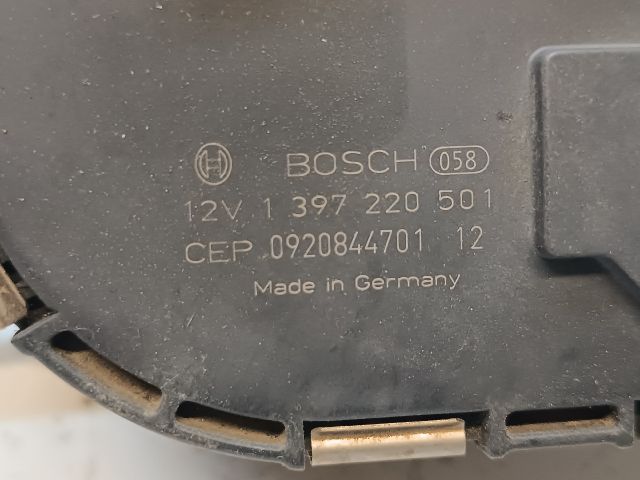 BOSCH 058
12V 1 397 220 501
CEP 0920844701 12
Made in Germany